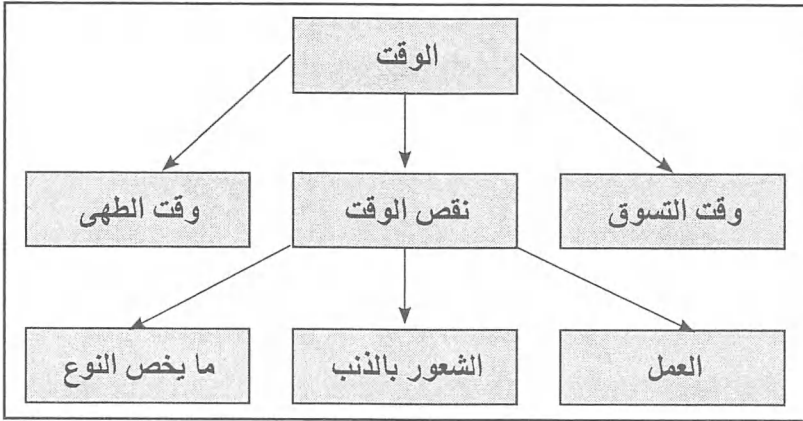 الوقت
وقت التسوق
نقص الوقت
وقت الطهى
العمل
الشعور بالذنب
ما يخص النوع